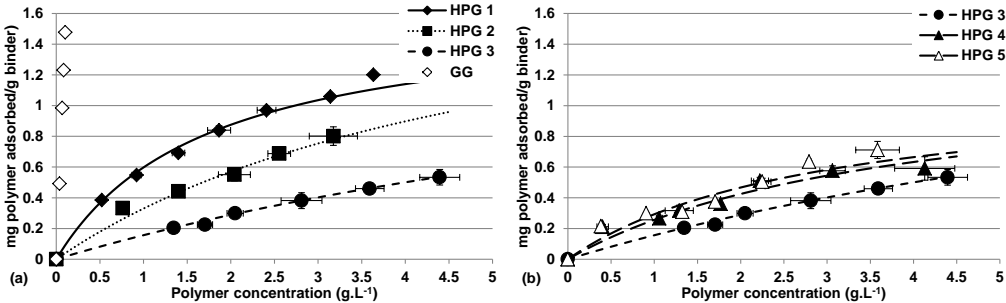 mg polymer adsorbed/g binder
1.6
1.4
1.2
1
0.8
0.6
0.4
0.2
0
HPG 1
HPG 2
HPG 3
GG
0 0.5 1 1.5 2 2.5 3 3.5 4 4.5 5
(a)
Polymer concentration (g.L-1)
mg polymer adsorbed/g binder
1.6
1.4
1.2
1
0.8
0.6
0.4
0.2
0
HPG 3
HPG 4
HPG 5
0 0.5 1 1.5 2 2.5 3 3.5 4 4.5 5
(b)
Polymer concentration (g.L-1)